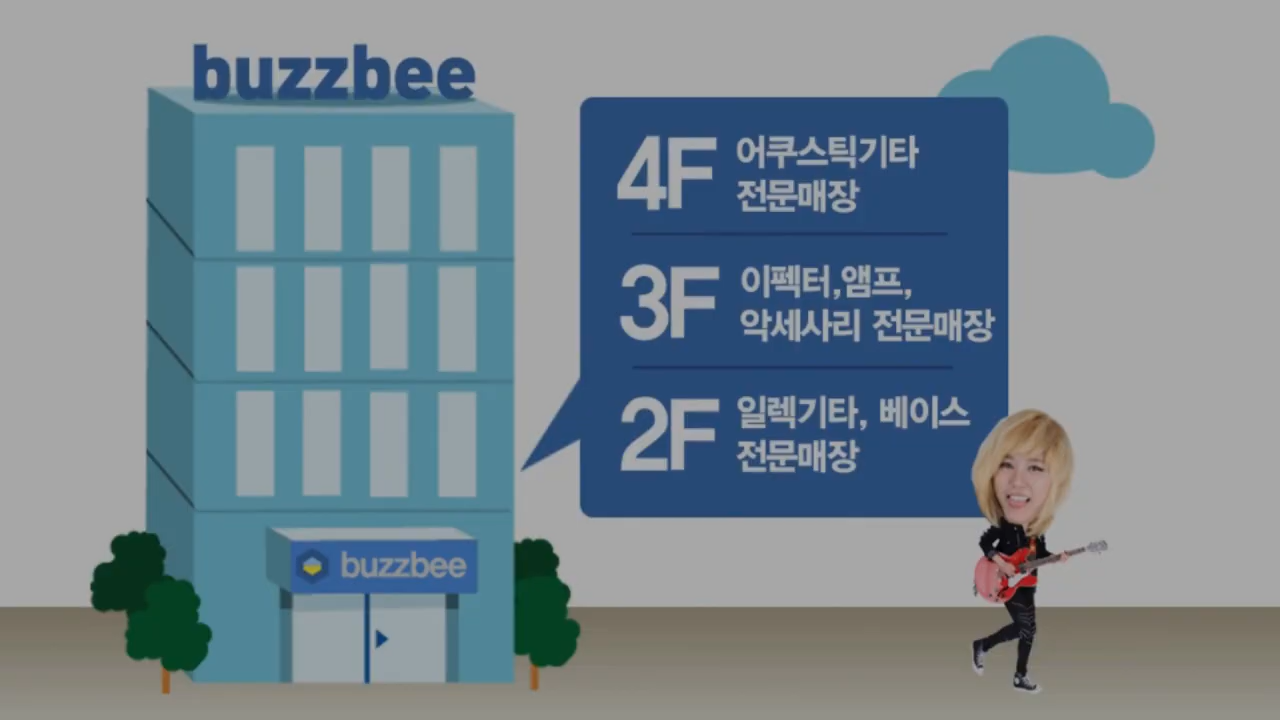 buzzbee
4F 어쿠스틱기타
전문매장
3F 이펙터,앰프,
악세사리 전문매장
2F 일렉기타, 베이스
전문매장
buzzbee